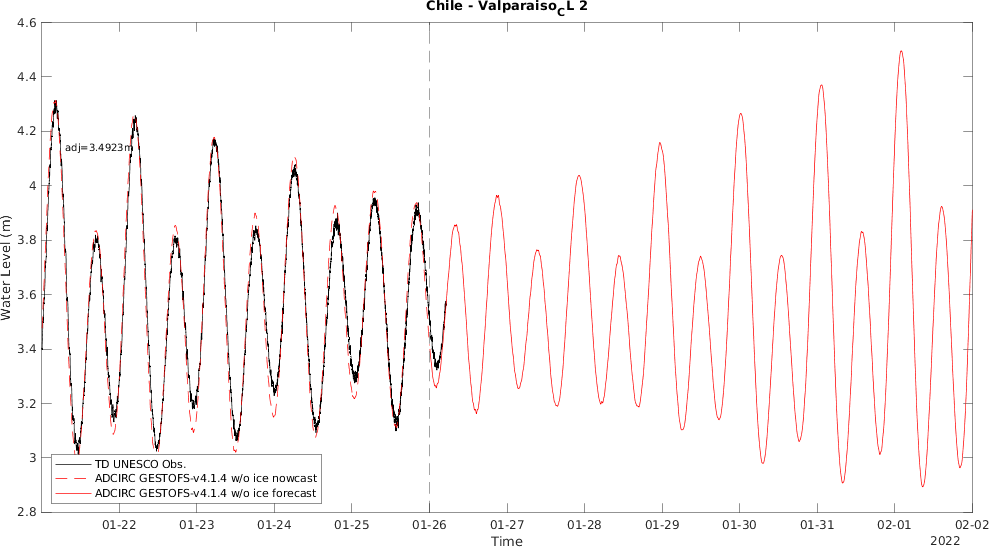 Chile - Valparaiso_CL 2
Water Level (m)
4.6
4.4
4.2
4
3.8
3.6
3.4
3.2
3
2.8
adj=3.4923m
TD UNESCO Obs.
ADCIRC GESTOFS-v4.1.4 w/o ice nowcast
ADCIRC GESTOFS-v4.1.4 w/o ice forecast
01-22 01-23 01-24 01-25 01-26 01-27 01-28 01-29 01-30 01-31 02-01 02-02
Time
2022